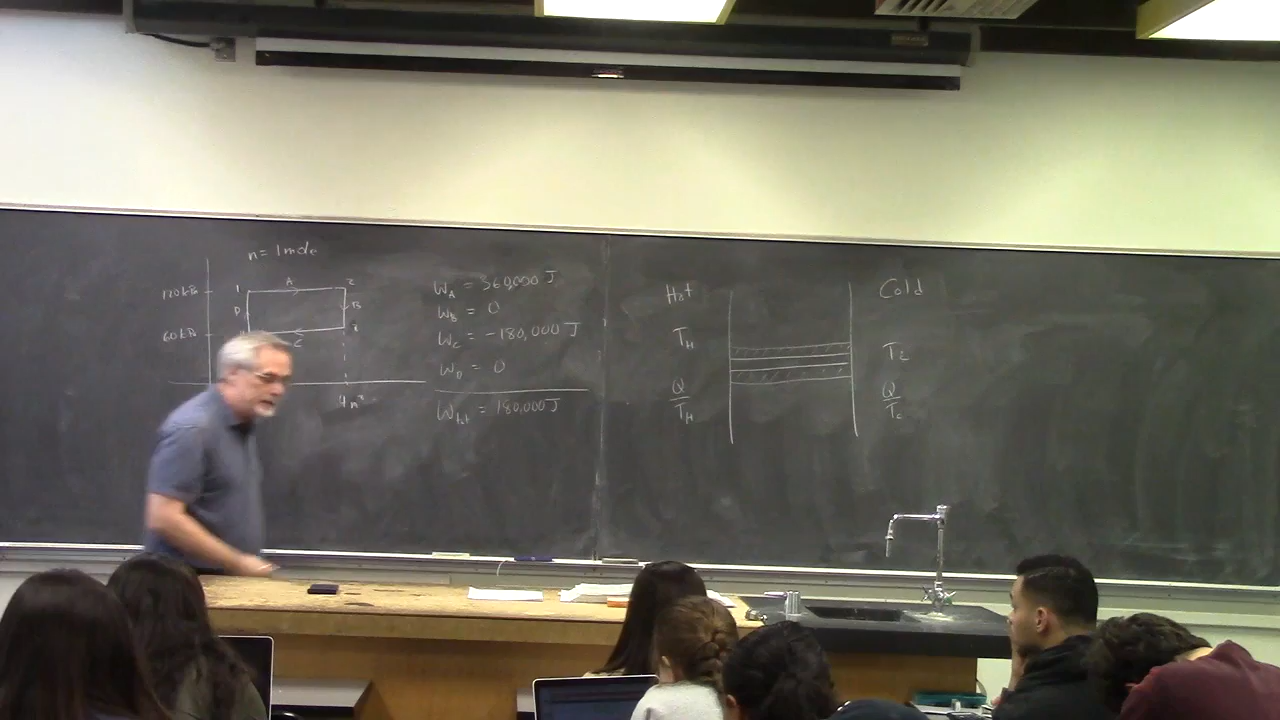 n = 1 mole
120 kPa
1
A
2
D
B
60 kPa
C
4 m³
W_A = 360,000 J
W_B = 0
W_C = -180,000 J
W_D = 0
W_tot = 180,000 J
Hot
T_H
Q/T_H
Cold
T_C
Q/T_C